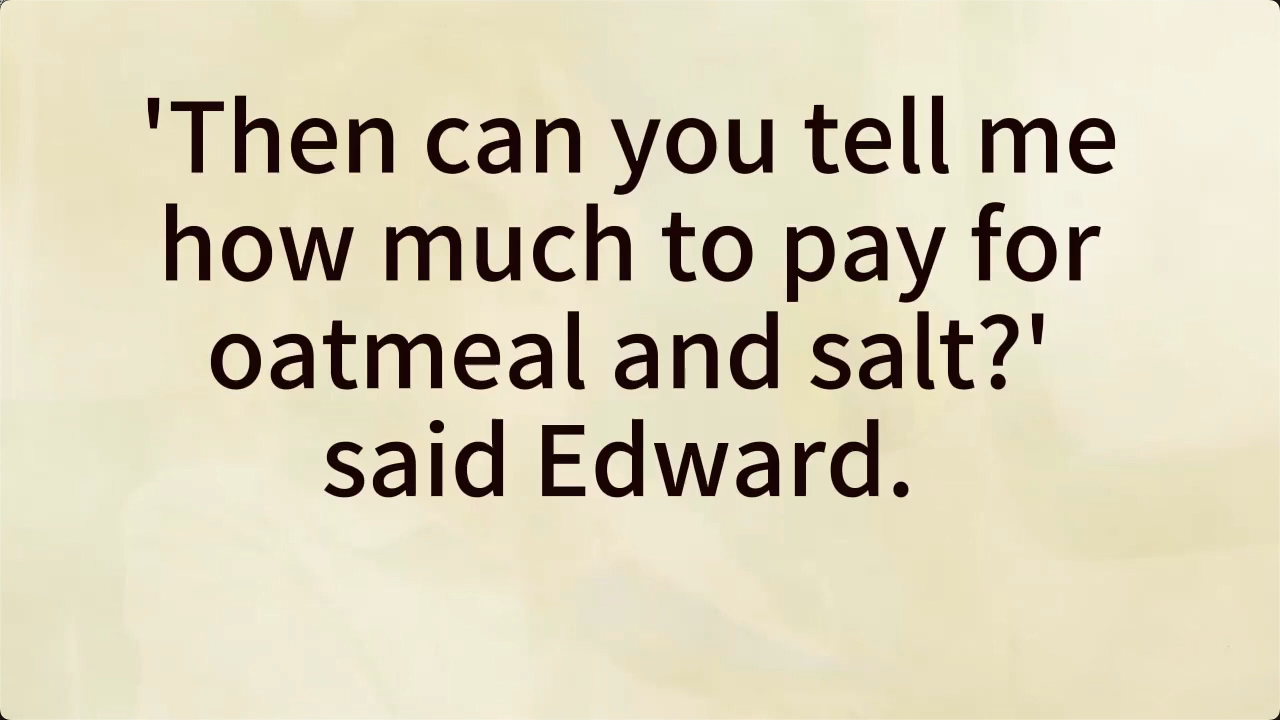 'Then can you tell me
how much to pay for
oatmeal and salt?'
said Edward.